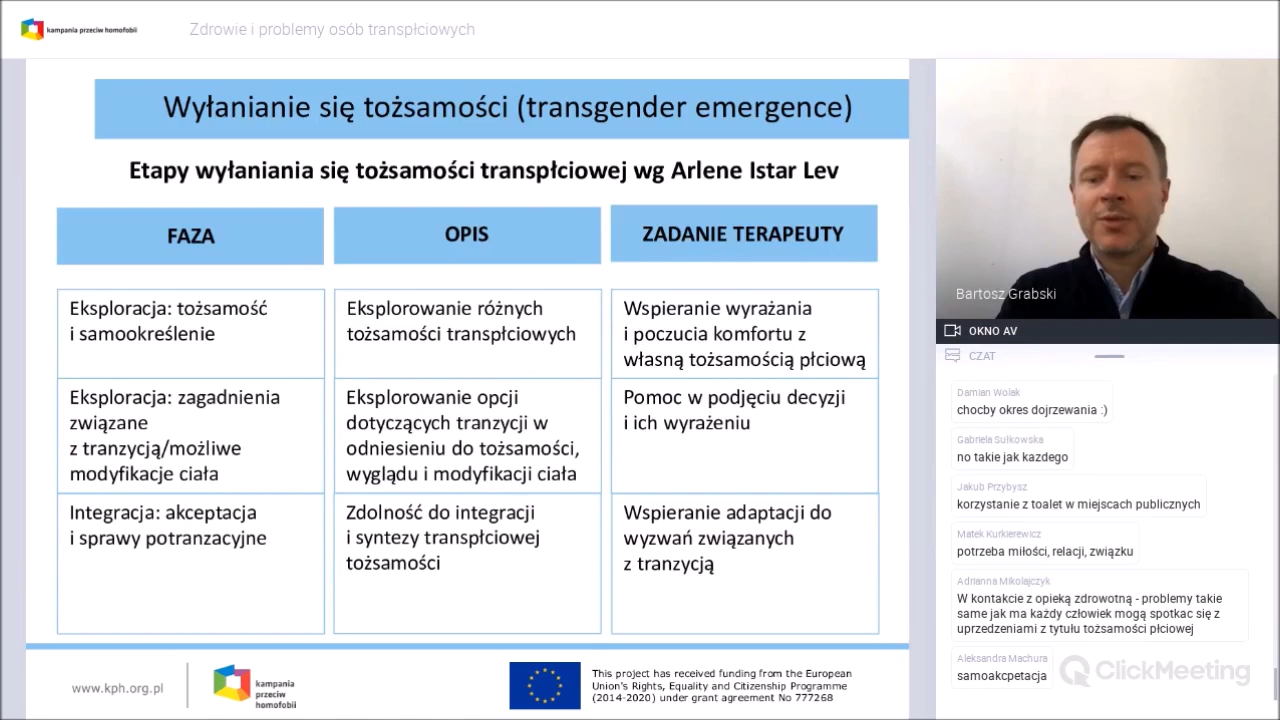 kampania przeciw homofobii
Zdrowie i problemy osób transpłciowych
Wyłanianie się tożsamości (transgender emergence)
Etapy wyłaniania się tożsamości transpłciowej wg Arlene Istar Lev
FAZA
OPIS
ZADANIE TERAPEUTY
Eksploracja: tożsamość
i samookreślenie
Eksplorowanie różnych
tożsamości transpłciowych
Wspieranie wyrażania
i poczucia komfortu z
własną tożsamością płciową
Eksploracja: zagadnienia
związane
z tranzycją/możliwe
modyfikacje ciała
Eksplorowanie opcji
dotyczących tranzycji w
odniesieniu do tożsamości,
wyglądu i modyfikacji ciała
Pomoc w podjęciu decyzji
i ich wyrażeniu
Integracja: akceptacja
i sprawy potranzacyjne
Zdolność do integracji
i syntezy transpłciowej
tożsamości
Wspieranie adaptacji do
wyzwań związanych
z tranzycją
www.kph.org.pl
kampania
przeciw
homofobii
This project has received funding from the European
Union's Rights, Equality and Citizenship Programme
(2014-2020) under grant agreement No 777268
Bartosz Grabski
OKNO AV
CZAT
Damian Wolak
chocby okres dojrzewania :)
Gabriela Sułkowska
no takie jak kazdego
Jakub Przybysz
korzystanie z toalet w miejscach publicznych
Matek Kurkierewicz
potrzeba miłości, relacji, związku
Adrianna Mikolajczyk
W kontakcie z opieką zdrowotną - problemy takie
same jak ma każdy człowiek mogą spotkac się z
uprzedzeniami z tytułu tożsamości płciowej
Aleksandra Machura
samoakcpetacja
ClickMeeting